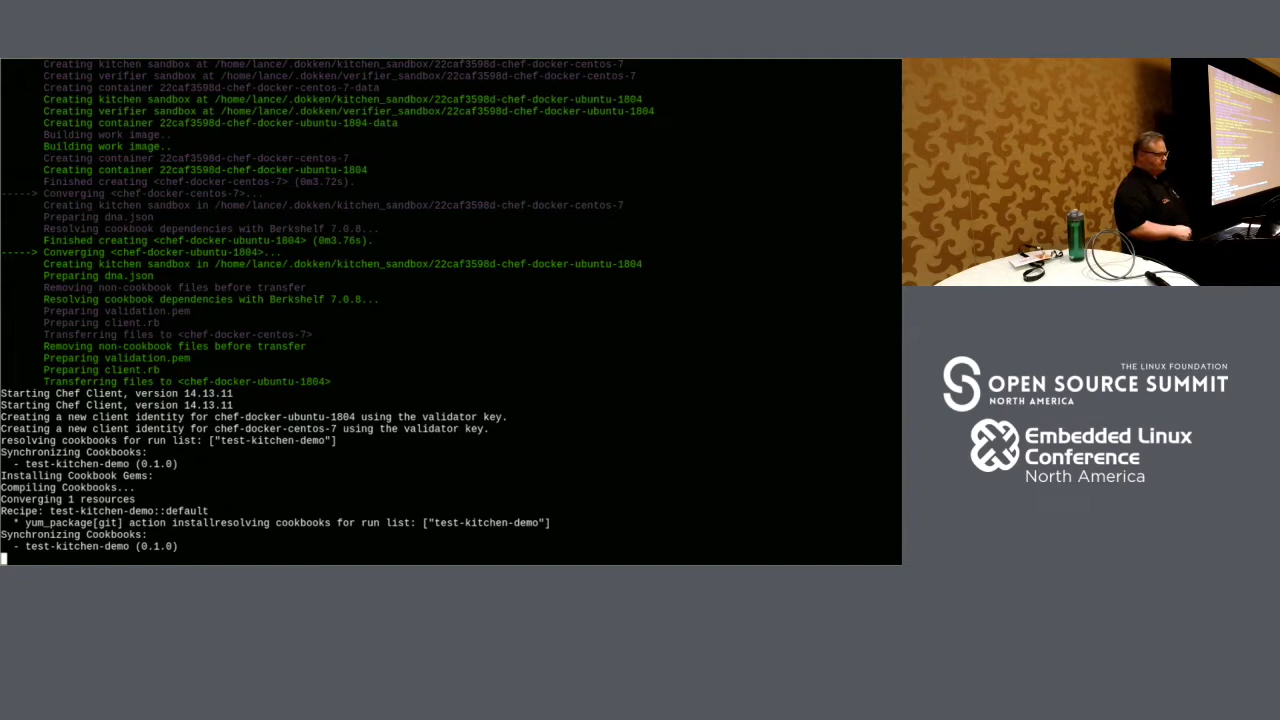 Creating kitchen sandbox at /home/lance/.dokken/kitchen_sandbox/22caf3598d-chef-docker-centos-7
Creating verifier sandbox at /home/lance/.dokken/verifier_sandbox/22caf3598d-chef-docker-centos-7
Creating container 22caf3598d-chef-docker-centos-7-data
Creating kitchen sandbox at /home/lance/.dokken/kitchen_sandbox/22caf3598d-chef-docker-ubuntu-1804
Creating verifier sandbox at /home/lance/.dokken/verifier_sandbox/22caf3598d-chef-docker-ubuntu-1804
Creating container 22caf3598d-chef-docker-ubuntu-1804-data
Building work image..
Building work image..
Creating container 22caf3598d-chef-docker-centos-7
Creating container 22caf3598d-chef-docker-ubuntu-1804
Finished creating <chef-docker-centos-7> (0m3.72s).
-----> Converging <chef-docker-centos-7>...
Creating kitchen sandbox in /home/lance/.dokken/kitchen_sandbox/22caf3598d-chef-docker-centos-7
Preparing dna.json
Resolving cookbook dependencies with Berkshelf 7.0.8...
Finished creating <chef-docker-ubuntu-1804> (0m3.76s).
-----> Converging <chef-docker-ubuntu-1804>...
Creating kitchen sandbox in /home/lance/.dokken/kitchen_sandbox/22caf3598d-chef-docker-ubuntu-1804
Preparing dna.json
Removing non-cookbook files before transfer
Resolving cookbook dependencies with Berkshelf 7.0.8...
Preparing validation.pem
Preparing client.rb
Transferring files to <chef-docker-centos-7>
Removing non-cookbook files before transfer
Preparing validation.pem
Preparing client.rb
Transferring files to <chef-docker-ubuntu-1804>
Starting Chef Client, version 14.13.11
Starting Chef Client, version 14.13.11
Creating a new client identity for chef-docker-ubuntu-1804 using the validator key.
Creating a new client identity for chef-docker-centos-7 using the validator key.
resolving cookbooks for run list: ["test-kitchen-demo"]
Synchronizing Cookbooks:
- test-kitchen-demo (0.1.0)
Installing Cookbook Gems:
Compiling Cookbooks...
Converging 1 resources
Recipe: test-kitchen-demo::default
* yum_package[git] action installresolving cookbooks for run list: ["test-kitchen-demo"]
Synchronizing Cookbooks:
- test-kitchen-demo (0.1.0)
THE LINUX FOUNDATION
OPEN SOURCE SUMMIT
NORTH AMERICA
Embedded Linux
Conference
North America